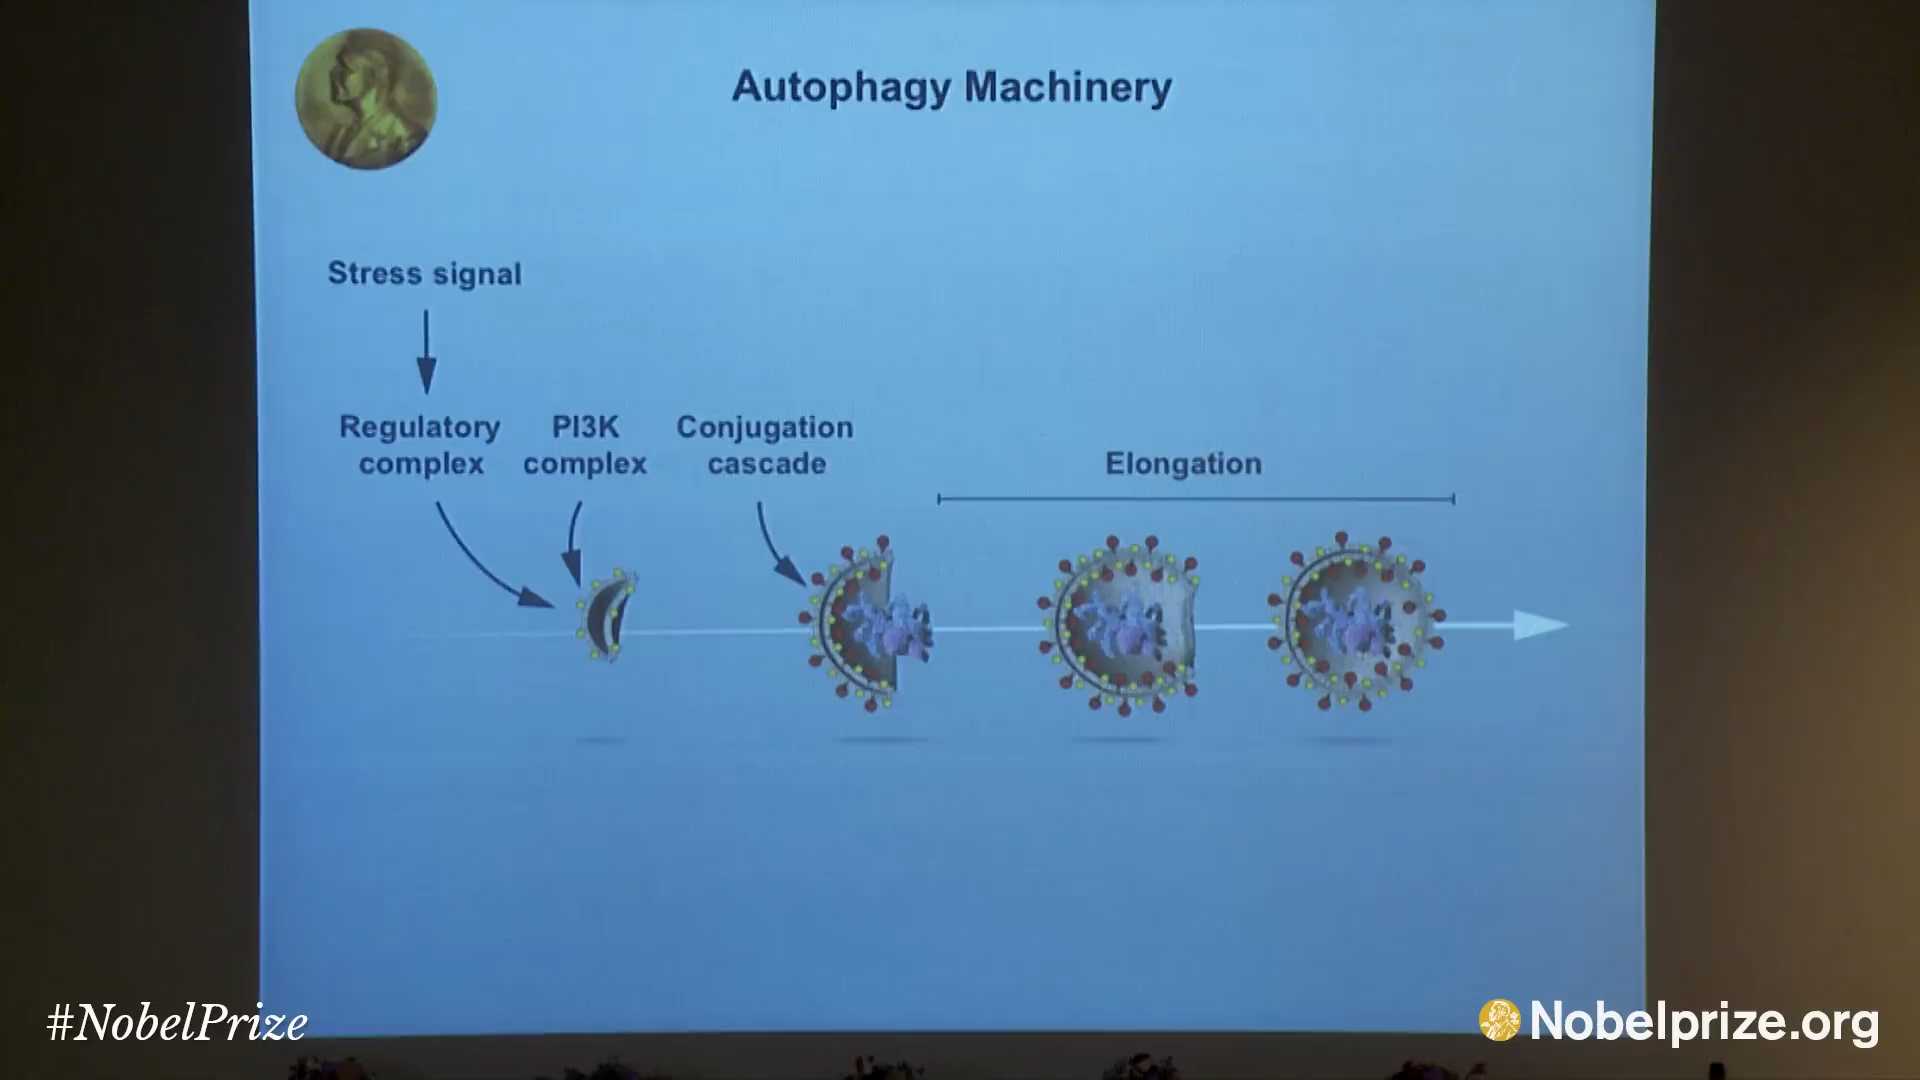 Autophagy Machinery
Stress signal
Regulatory
complex
PI3K
complex
Conjugation
cascade
Elongation
#NobelPrize
Nobelprize.org